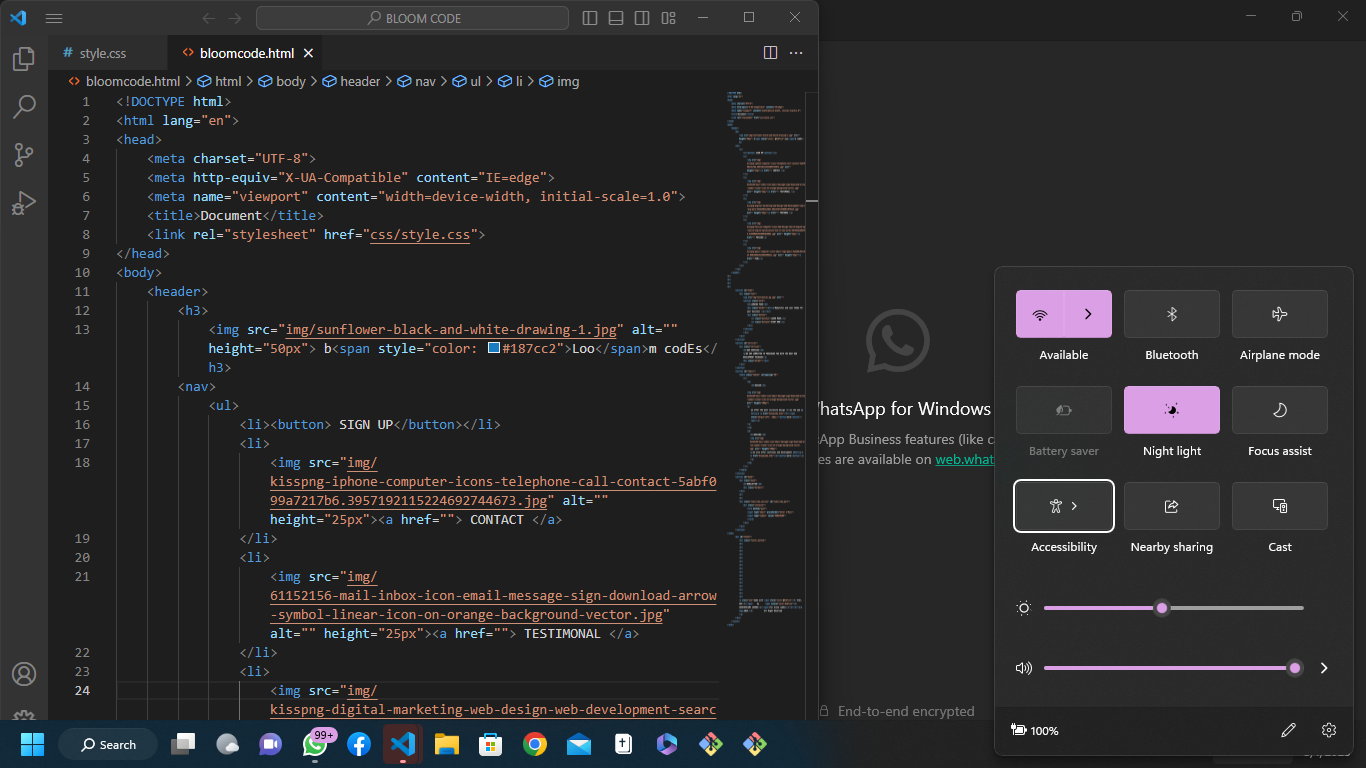 BLOOM CODE
# style.css
<> bloomcode.html
<> bloomcode.html > html > body > header > nav > ul > li > img
1 <!DOCTYPE html>
2 <html lang="en">
3 <head>
4 <meta charset="UTF-8">
5 <meta http-equiv="X-UA-Compatible" content="IE=edge">
6 <meta name="viewport" content="width=device-width, initial-scale=1.0">
7 <title>Document</title>
8 <link rel="stylesheet" href="css/style.css">
9 </head>
10 <body>
11 <header>
12 <h3>
13 <img src="img/sunflower-black-and-white-drawing-1.jpg" alt=""
height="50px"> b<span style="color: #187cc2">Loo</span>m codEs</
h3>
14 <nav>
15 <ul>
16 <li><button> SIGN UP</button></li>
17 <li>
18 <img src="img/
kisspng-iphone-computer-icons-telephone-call-contact-5abf0
99a7217b6.3957192115224692744673.jpg" alt=""
height="25px"><a href=""> CONTACT </a>
19 </li>
20 <li>
21 <img src="img/
61152156-mail-inbox-icon-email-message-sign-download-arrow
-symbol-linear-icon-on-orange-background-vector.jpg"
alt="" height="25px"><a href=""> TESTIMONAL </a>
22 </li>
23 <li>
24 <img src="img/
kisspng-digital-marketing-web-design-web-development-searc
hatsApp for Windows
App Business features (like c
es are available on web.what
End-to-end encrypted
Available
Bluetooth
Airplane mode
Battery saver
Night light
Focus assist
Accessibility
Nearby sharing
Cast
100%
Search
99+